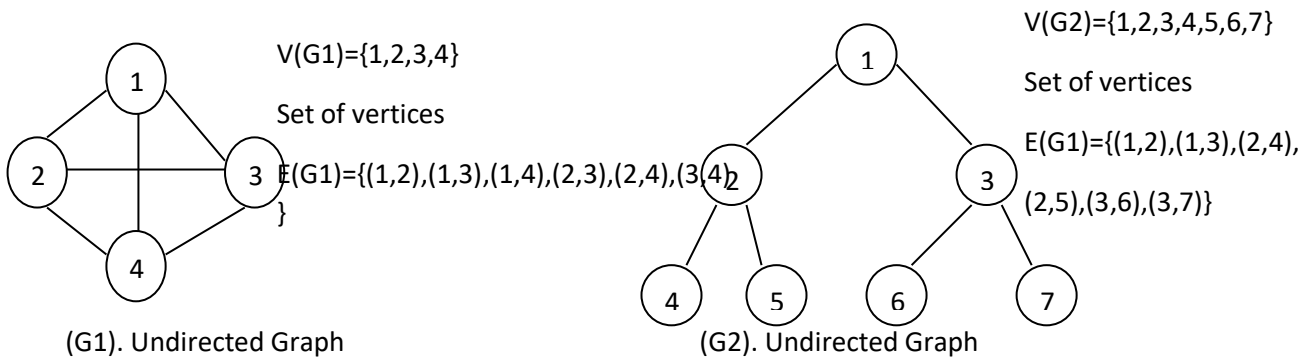 1
2
3
4
V(G1)={1,2,3,4}
Set of vertices
E(G1)={(1,2),(1,3),(1,4),(2,3),(2,4),(3,4)
}
(G1). Undirected Graph
1
2
3
4
5
6
7
V(G2)={1,2,3,4,5,6,7}
Set of vertices
E(G1)={(1,2),(1,3),(2,4),
(2,5),(3,6),(3,7)}
(G2). Undirected Graph